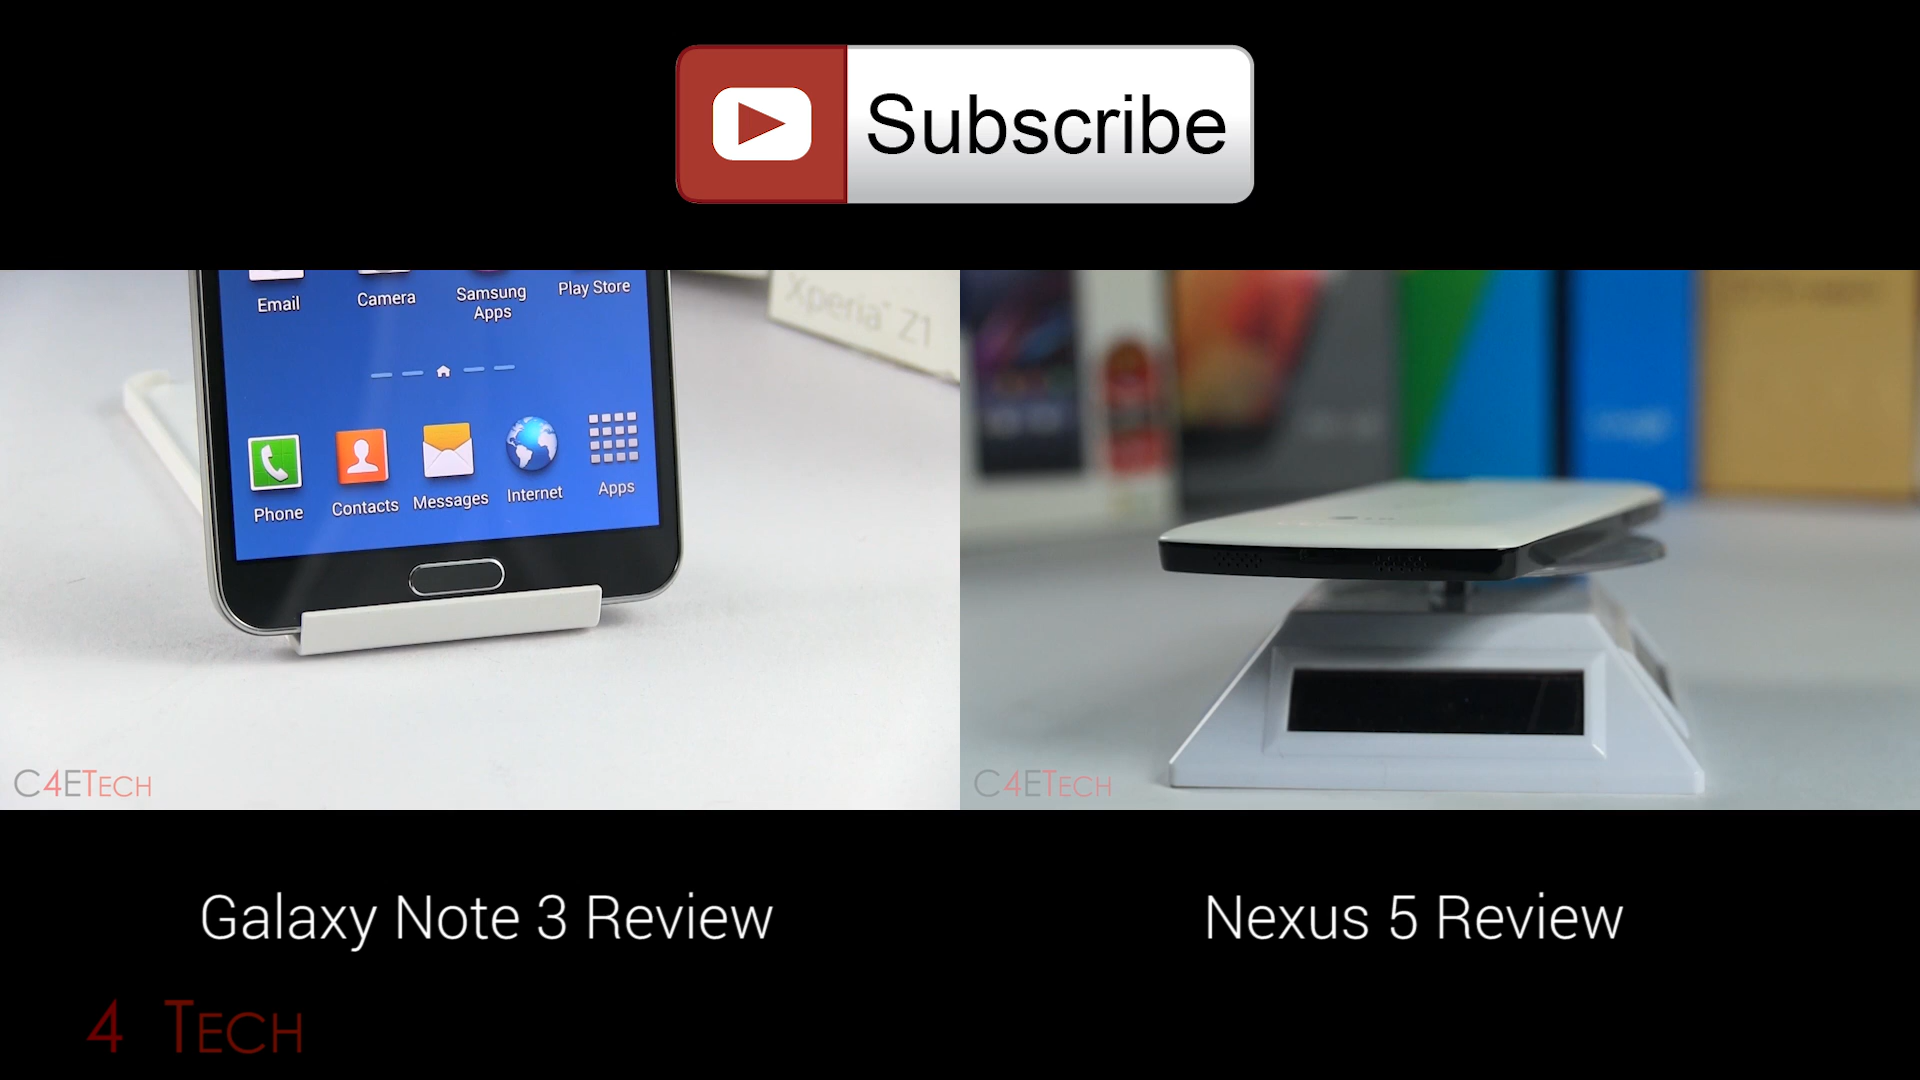 Subscribe
Email
Camera
Samsung
Apps
Play Store
Phone
Contacts
Messages
Internet
Apps
Xperia Z1
C4ETECH
C4ETECH
Galaxy Note 3 Review
Nexus 5 Review
4 TECH